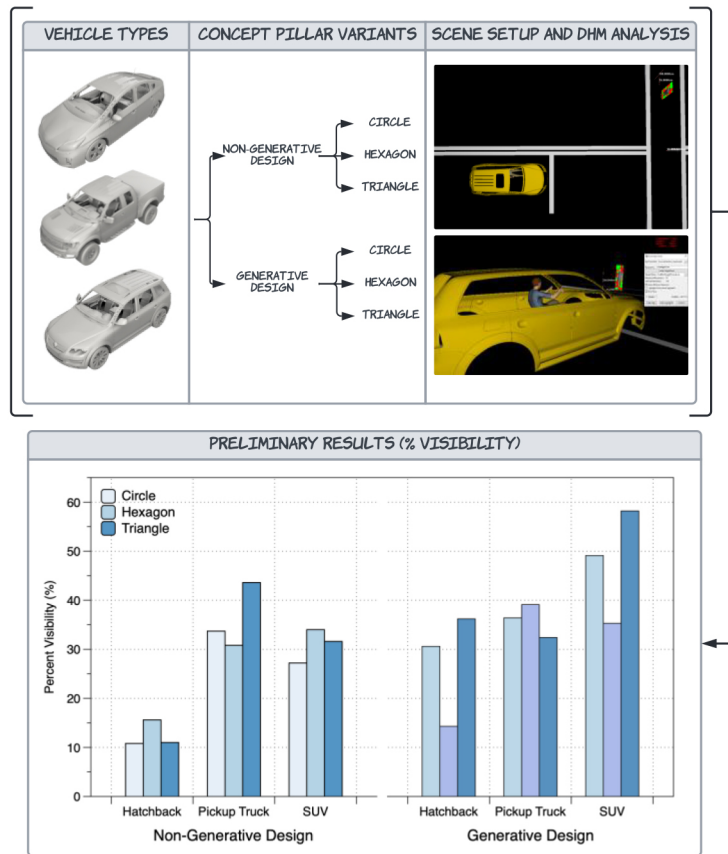 VEHICLE TYPES
CONCEPT PILLAR VARIANTS
SCENE SETUP AND DHM ANALYSIS
NON-GENERATIVE
DESIGN
CIRCLE
HEXAGON
TRIANGLE
GENERATIVE
DESIGN
CIRCLE
HEXAGON
TRIANGLE
PRELIMINARY RESULTS (% VISIBILITY)
Circle
Hexagon
Triangle
Percent Visibility (%)
60
50
40
30
20
10
0
Hatchback Pickup Truck SUV
Hatchback Pickup Truck SUV
Non-Generative Design
Generative Design